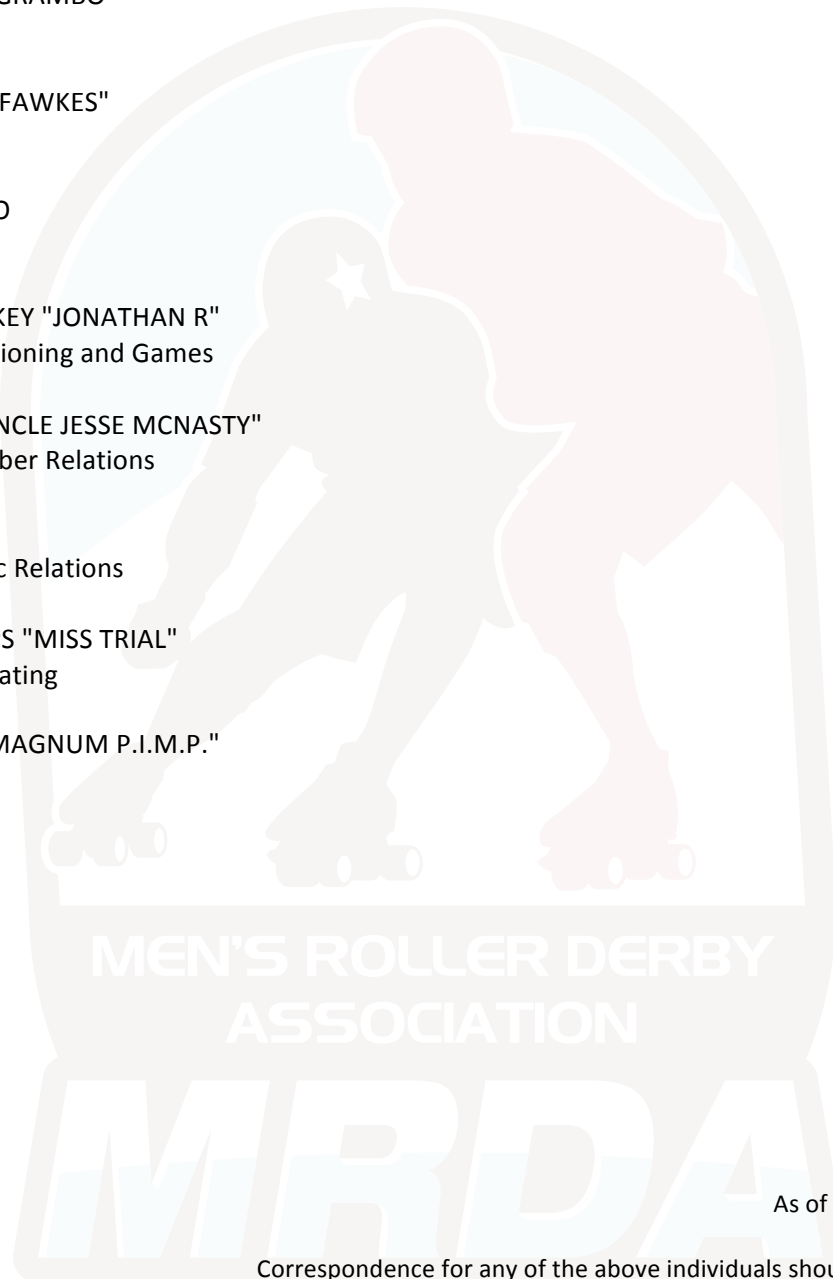 FAWKES"
O
KEY "JONATHAN R"
ioning and Games
NCLE JESSE MCNASTY"
ber Relations
c Relations
S "MISS TRIAL"
ating
MAGNUM P.I.M.P."
MEN'S ROLLER DERBY
ASSOCIATION
MRDA
As of
Correspondence for any of the above individuals shou